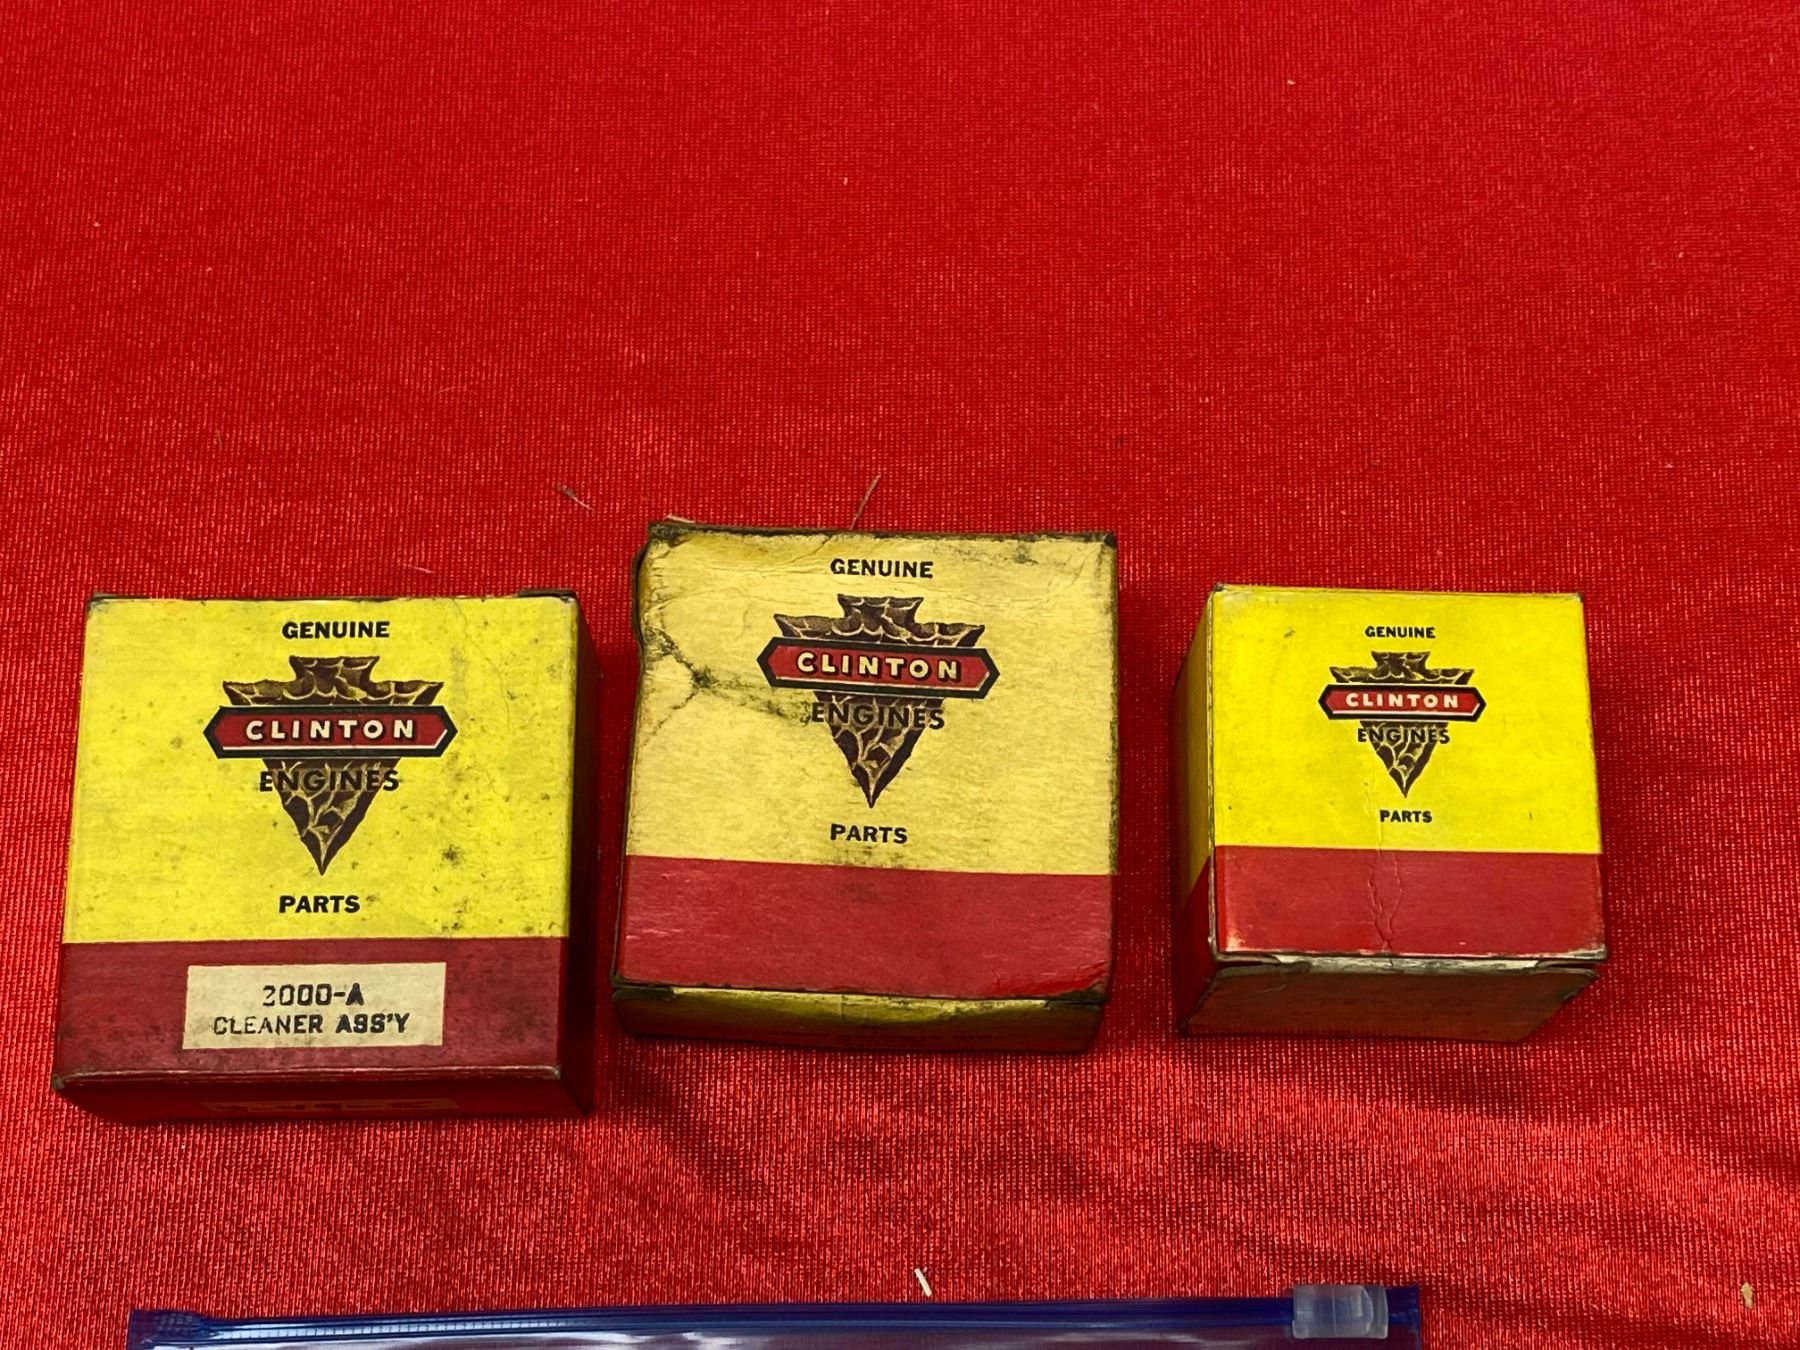 GENUINE
CLINTON
ENGINES
PARTS
2000-A
CLEANER ASS'Y
GENUINE
CLINTON
ENGINES
PARTS
GENUINE
CLINTON
ENGINES
PARTS